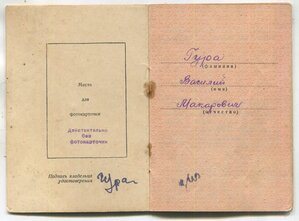 Место
для
фотокарточки
ДЕЙСТВИТЕЛЬНО
БЕЗ
ФОТОКАРТОЧКИ
Подпись владельца
удостоверения
Гура
Гура
(фамилия)
Василий
(имя)
Макарович
(отчество)